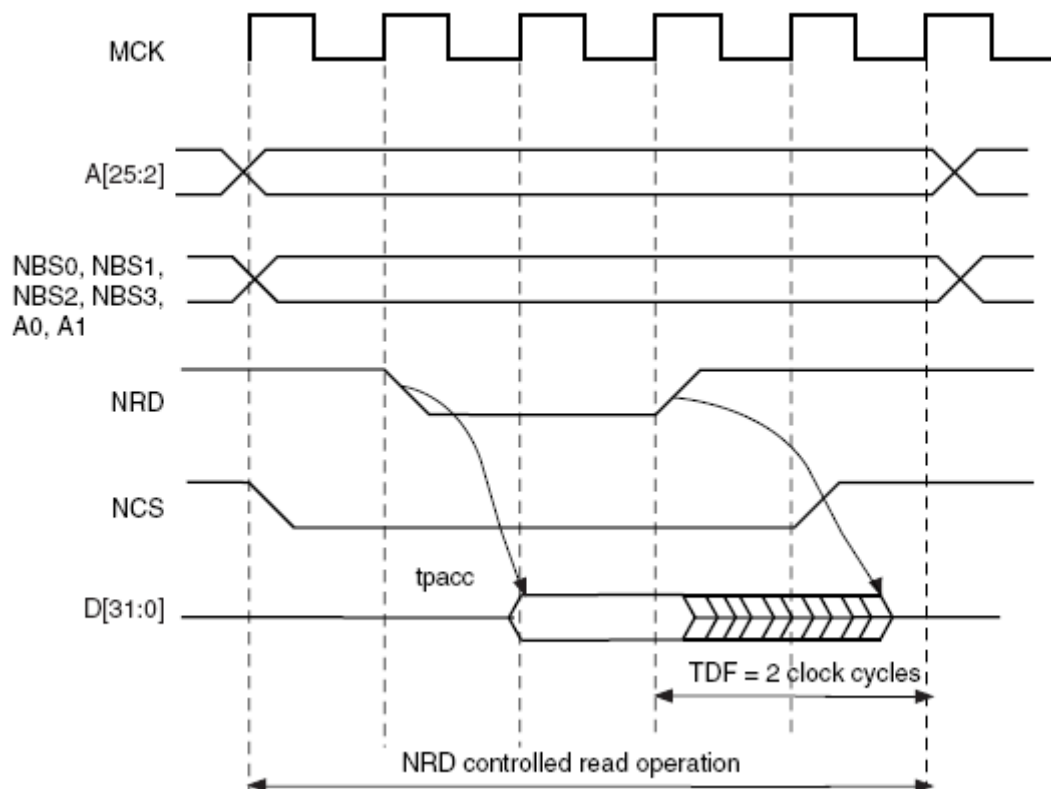 MCK
A[25:2]
NBS0, NBS1,
NBS2, NBS3,
A0, A1
NRD
NCS
tpacc
D[31:0]
TDF = 2 clock cycles
NRD controlled read operation